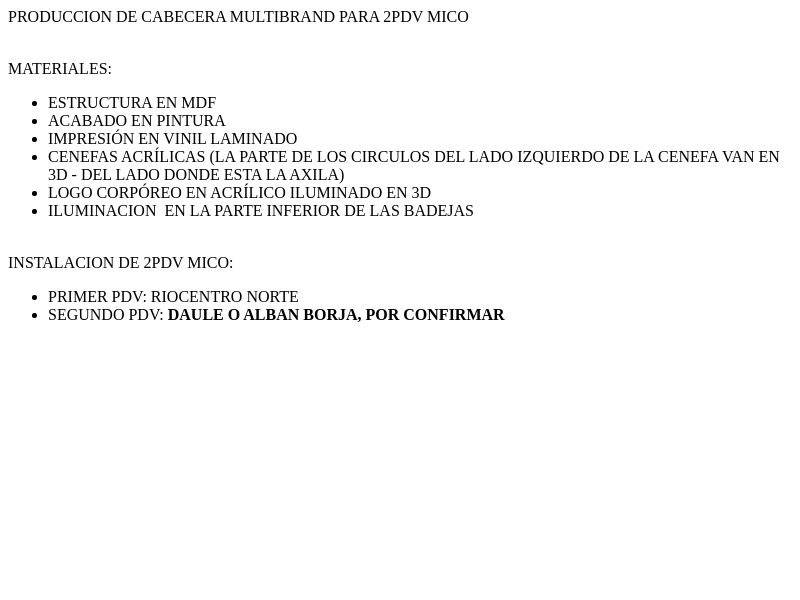 PRODUCCION DE CABECERA MULTIBRAND PARA 2PDV MICO
MATERIALES:
ESTRUCTURA EN MDF
ACABADO EN PINTURA
IMPRESIÓN EN VINIL LAMINADO
CENEFAS ACRÍLICAS (LA PARTE DE LOS CIRCULOS DEL LADO IZQUIERDO DE LA CENEFA VAN EN
3D - DEL LADO DONDE ESTA LA AXILA)
LOGO CORPÓREO EN ACRÍLICO ILUMINADO EN 3D
ILUMINACION  EN LA PARTE INFERIOR DE LAS BADEJAS
INSTALACION DE 2PDV MICO:
PRIMER PDV: RIOCENTRO NORTE
SEGUNDO PDV: DAULE O ALBAN BORJA, POR CONFIRMAR